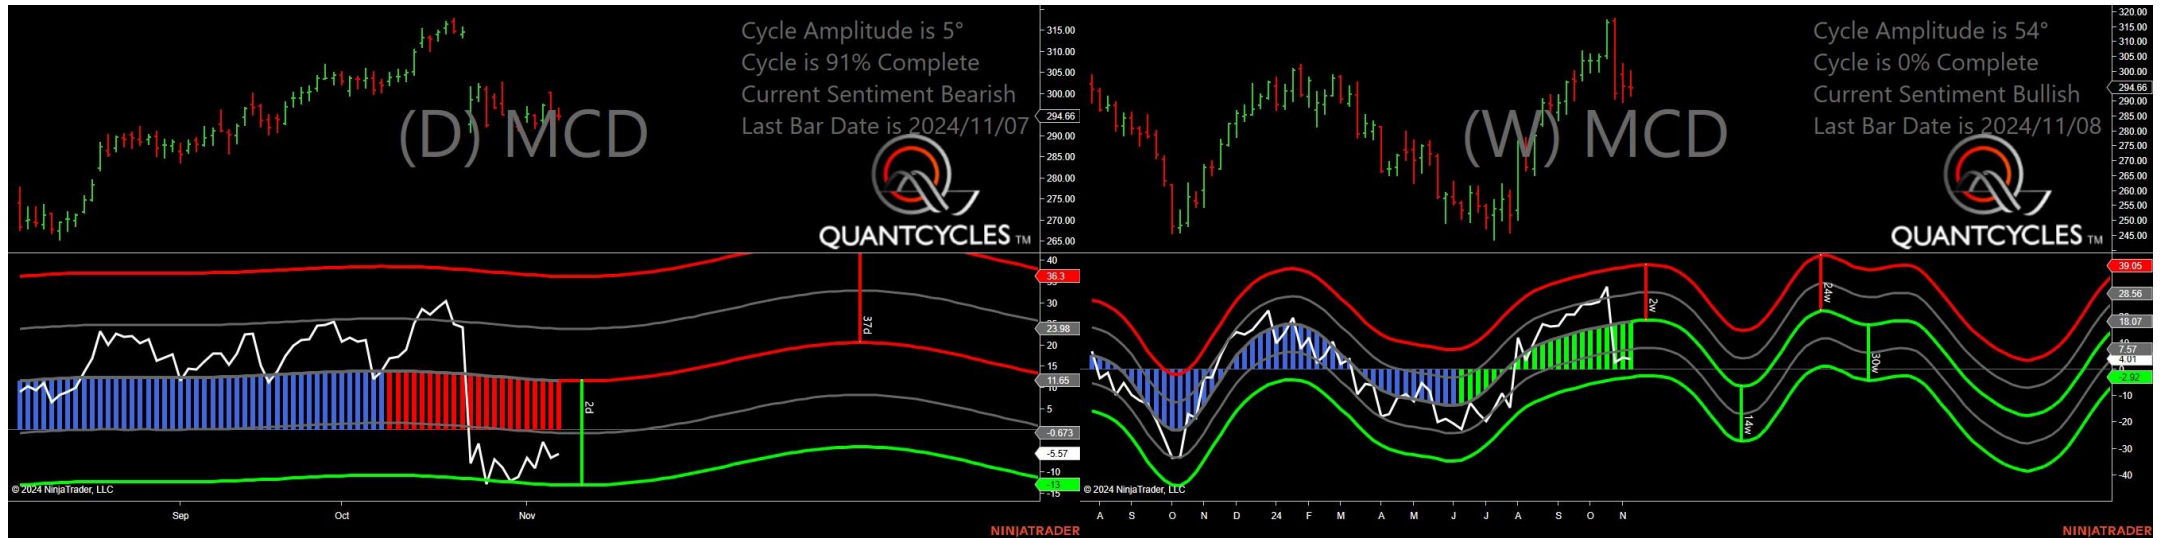 Cycle Amplitude is 5°
Cycle is 91% Complete
Current Sentiment Bearish
Last Bar Date is 2024/11/07
(D) MCD
QUANTCYCLES TM
315.00
310.00
305.00
300.00
294.66
290.00
285.00
280.00
275.00
270.00
265.00
40
36.3
30
23.98
20
15
11.65
5
-0.673
-5.57
-10
-13
-15
37d
2d
© 2024 NinjaTrader, LLC
Sep
Oct
Nov
NINJATRADER
Cycle Amplitude is 54°
Cycle is 0% Complete
Current Sentiment Bullish
Last Bar Date is 2024/11/08
(W) MCD
QUANTCYCLES TM
320.00
315.00
310.00
305.00
300.00
294.66
290.00
285.00
280.00
275.00
270.00
265.00
260.00
255.00
250.00
245.00
39.05
28.56
18.07
7.57
4.01
-2.92
-10
-20
-30
-40
2w
24w
14w
30w
© 2024 NinjaTrader, LLC
A S O N D 24 F M A M J J A S O N
NINJATRADER